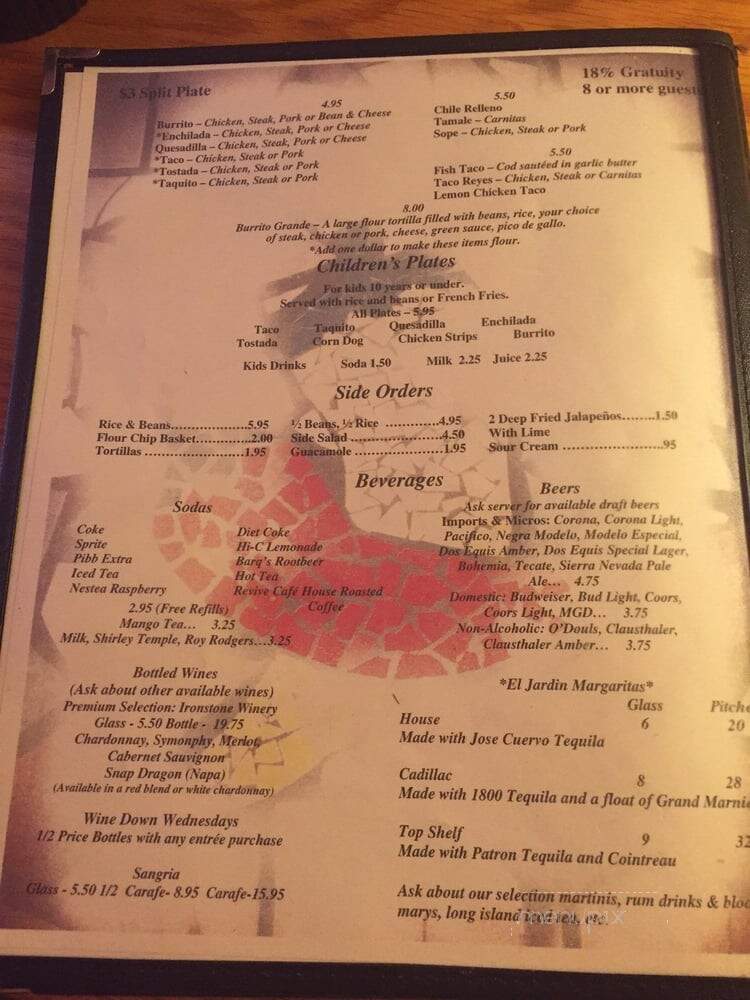 $3 Split Plate
18% Gratuity
8 or more guest
4.95
Burrito – Chicken, Steak, Pork or Bean & Cheese
*Enchilada – Chicken, Steak, Pork or Cheese
Quesadilla – Chicken, Steak, Pork or Cheese
*Taco – Chicken, Steak or Pork
*Tostada – Chicken, Steak or Pork
*Taquito – Chicken, Steak or Pork
5.50
Chile Relleno
Tamale – Carnitas
Sope – Chicken, Steak or Pork
5.50
Fish Taco – Cod sautéed in garlic butter
Taco Reyes – Chicken, Steak or Carnitas
Lemon Chicken Taco
8.00
Burrito Grande – A large flour tortilla filled with beans, rice, your choice
of steak, chicken or pork, cheese, green sauce, pico de gallo.
*Add one dollar to make these items flour.
Children's Plates
For kids 10 years or under.
Served with rice and beans or French Fries.
All Plates – 5.95
Taco Taquito Quesadilla Enchilada
Tostada Corn Dog Chicken Strips Burrito
Kids Drinks Soda 1.50 Milk 2.25 Juice 2.25
Side Orders
Rice & Beans.....................5.95
Flour Chip Basket............2.00
Tortillas .........................1.95
½ Beans, ½ Rice .............4.95
Side Salad ......................4.50
Guacamole .....................1.95
2 Deep Fried Jalapeños........1.50
With Lime
Sour Cream .........................95
Beverages
Sodas
Coke
Sprite
Pibb Extra
Iced Tea
Nestea Raspberry
Diet Coke
Hi-C Lemonade
Barq's Rootbeer
Hot Tea
Revive Café House Roasted
Coffee
2.95 (Free Refills)
Mango Tea… 3.25
Milk, Shirley Temple, Roy Rodgers…3.25
Beers
Ask server for available draft beers
Imports & Micros: Corona, Corona Light,
Pacifico, Negra Modelo, Modelo Especial,
Dos Equis Amber, Dos Equis Special Lager,
Bohemia, Tecate, Sierra Nevada Pale
Ale… 4.75
Domestic: Budweiser, Bud Light, Coors,
Coors Light, MGD… 3.75
Non-Alcoholic: O'Douls, Clausthaler,
Clausthaler Amber… 3.75
Bottled Wines
(Ask about other available wines)
Premium Selection: Ironstone Winery
Glass - 5.50 Bottle - 19.75
Chardonnay, Symonphy, Merlot,
Cabernet Sauvignon
Snap Dragon (Napa)
(Available in a red blend or white chardonnay)
Wine Down Wednesdays
1/2 Price Bottles with any entrée purchase
Sangria
Glass - 5.50 1/2 Carafe- 8.95 Carafe-15.95
*El Jardin Margaritas*
Glass Pitche
House 6 20
Made with Jose Cuervo Tequila
Cadillac 8 28
Made with 1800 Tequila and a float of Grand Marnie
Top Shelf 9 32
Made with Patron Tequila and Cointreau
Ask about our selection martinis, rum drinks & bloo
marys, long island iced tea, etc.